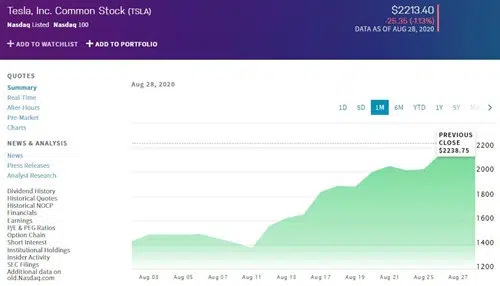 Tesla, Inc. Common Stock (TSLA)
Nasdaq Listed Nasdaq 100
+ ADD TO WATCHLIST + ADD TO PORTFOLIO
$2213.40
-25.35 (-1.13%)
DATA AS OF AUG 28, 2020
QUOTES
Summary
Real-Time
After-Hours
Pre-Market
Charts
NEWS & ANALYSIS
News
Press Releases
Analyst Research
Dividend History
Historical Quotes
Historical NOCP
Financials
Earnings
P/E & PEG Ratios
Option Chain
Short Interest
Institutional Holdings
Insider Activity
SEC Filings
Additional data on
old.Nasdaq.com
Aug 28, 2020
1D 5D 1M 6M YTD 1Y 5Y
PREVIOUS
CLOSE
$2238.75
2200
2000
1800
1600
1400
1200
Aug 03 Aug 05 Aug 07 Aug 11 Aug 13 Aug 17 Aug 19 Aug 21 Aug 25 Aug 27